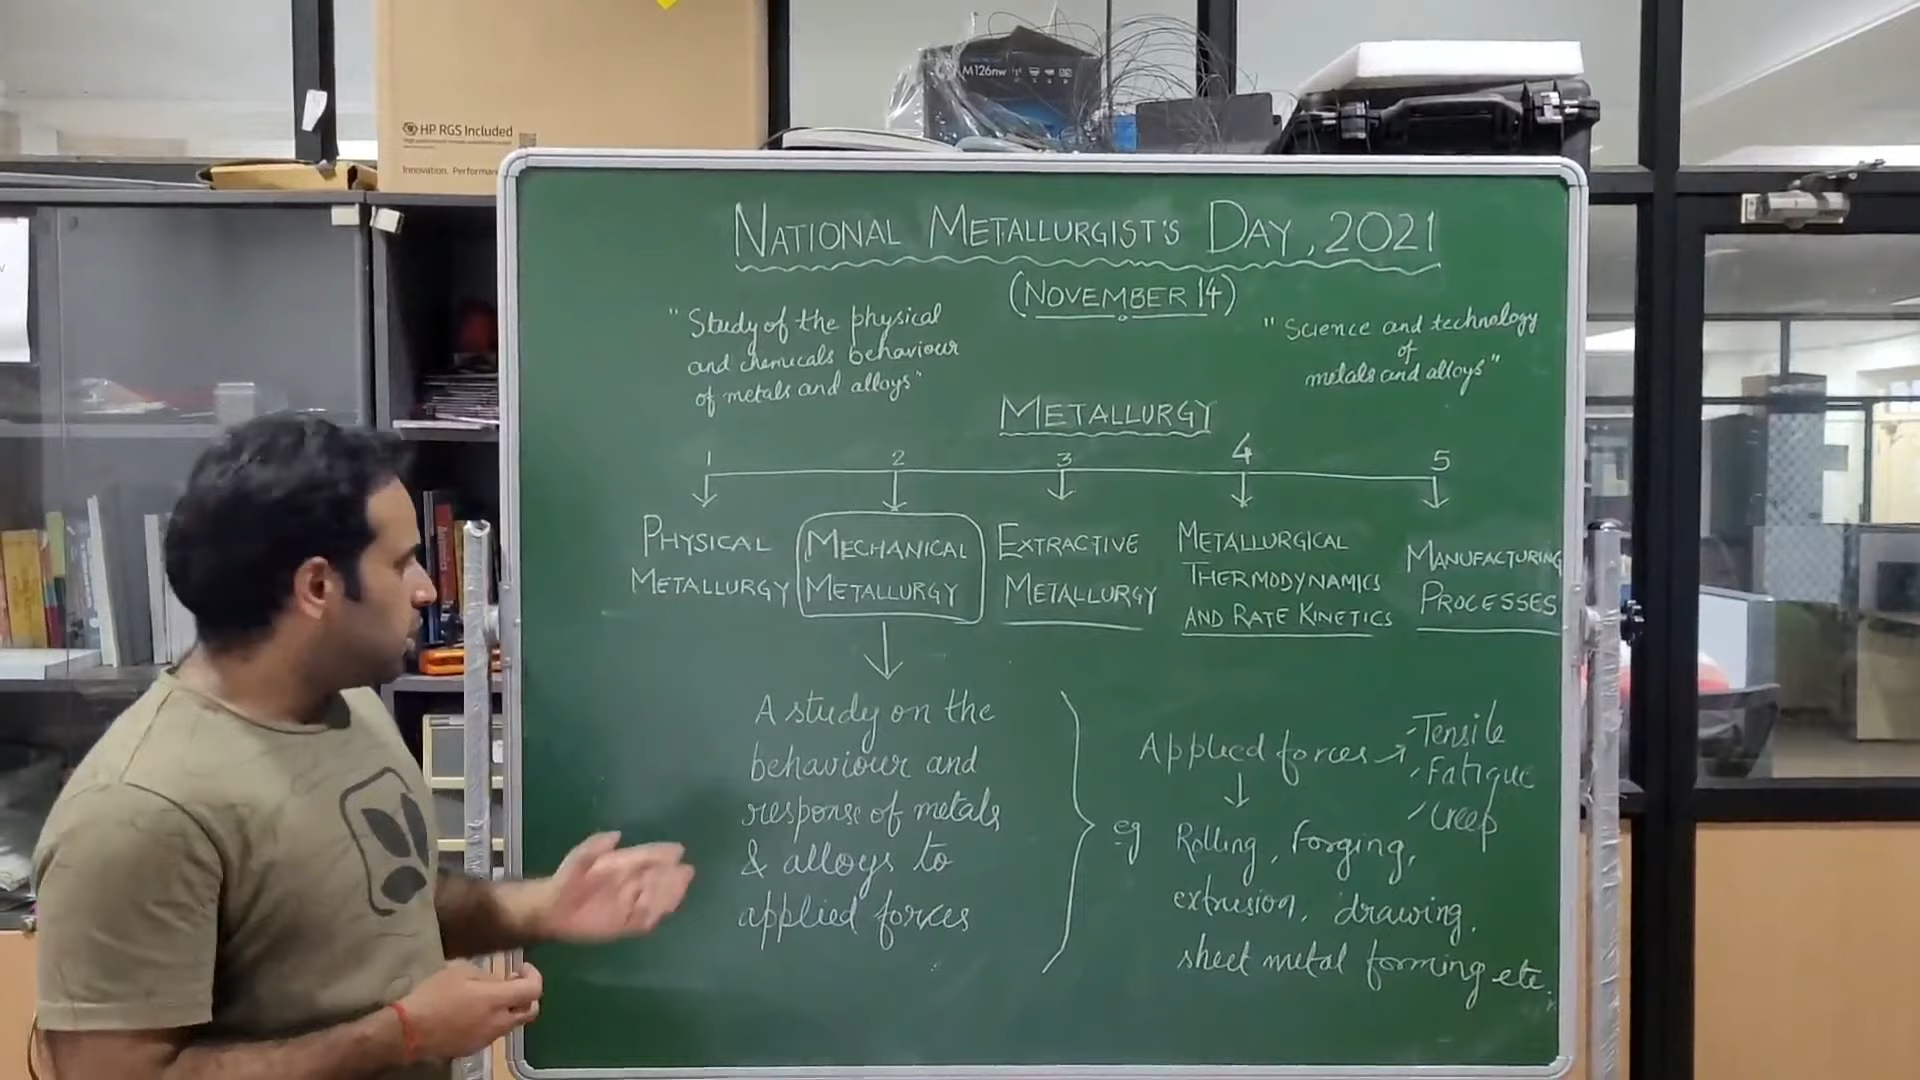 M126nw
HP RGS Included
Innovation. Performan
NATIONAL METALLURGIST'S DAY, 2021
(NOVEMBER 14)
"Study of the physical
and chemicals behaviour
of metals and alloys"
"Science and technology
of
metals and alloys"
METALLURGY
1 2 3 4 5
PHYSICAL
METALLURGY
MECHANICAL
METALLURGY
EXTRACTIVE
METALLURGY
METALLURGICAL
THERMODYNAMICS
AND RATE KINETICS
MANUFACTURING
PROCESSES
A study on the
behaviour and
response of metals
& alloys to
applied forces
Applied forces
Tensile
Fatigue
Creep
eg Rolling, Forging,
extrusion, drawing,
sheet metal forming etc.